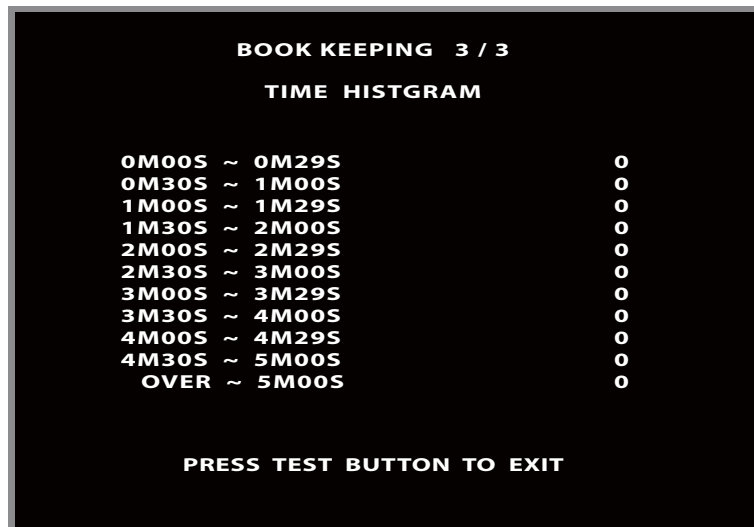 BOOK KEEPING 3 / 3
TIME HISTGRAM
0M00S ~ 0M29S 0
0M30S ~ 1M00S 0
1M00S ~ 1M29S 0
1M30S ~ 2M00S 0
2M00S ~ 2M29S 0
2M30S ~ 3M00S 0
3M00S ~ 3M29S 0
3M30S ~ 4M00S 0
4M00S ~ 4M29S 0
4M30S ~ 5M00S 0
OVER ~ 5M00S 0
PRESS TEST BUTTON TO EXIT